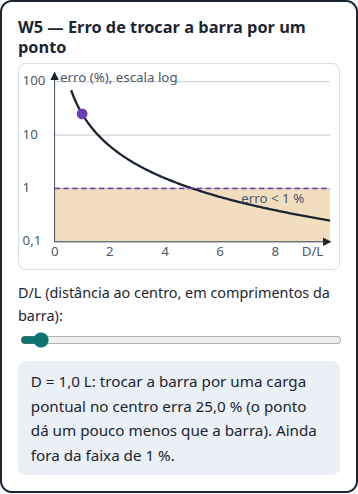 W5 — Erro de trocar a barra por um
ponto
erro (%), escala log
100
10
1
0,1
erro < 1 %
0
2
4
6
8
D/L
D/L (distância ao centro, em comprimentos da
barra):
D = 1,0 L: trocar a barra por uma carga
pontual no centro erra 25,0 % (o ponto
dá um pouco menos que a barra). Ainda
fora da faixa de 1 %.